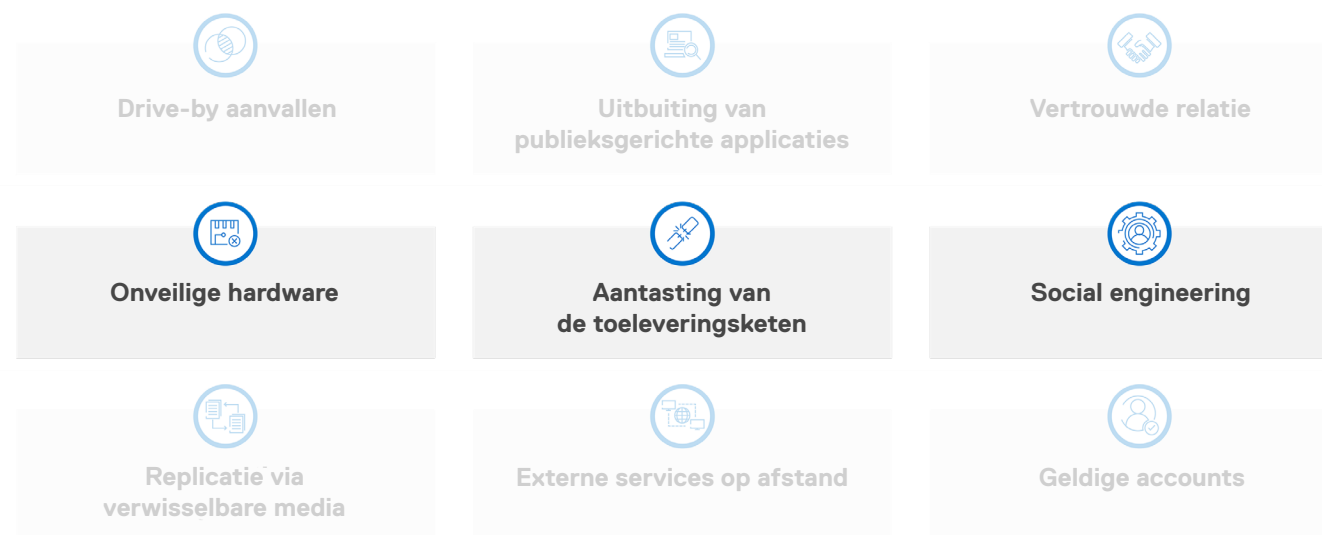 Drive-by aanvallen
Uitbuiting van
publieksgerichte applicaties
Vertrouwde relatie
Onveilige hardware
Aantasting van
de toeleveringsketen
Social engineering
Replicatie via
verwisselbare media
Externe services op afstand
Geldige accounts